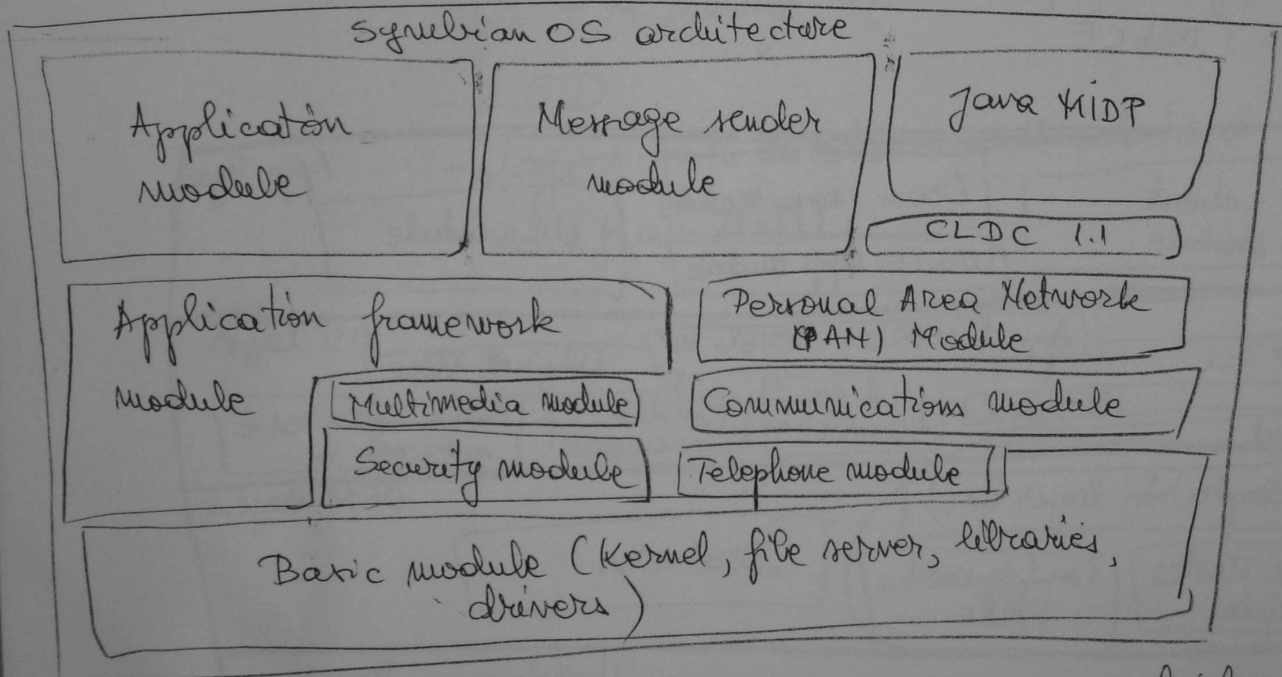 Symbian OS architecture
Application
module
Message sender
module
Java MIDP
CLDC 1.1
Application framework
module
Personal Area Network
(PAN) Module
Multimedia module
Communications module
Security module
Telephone module
Basic module (Kernel, file server, libraries,
drivers)